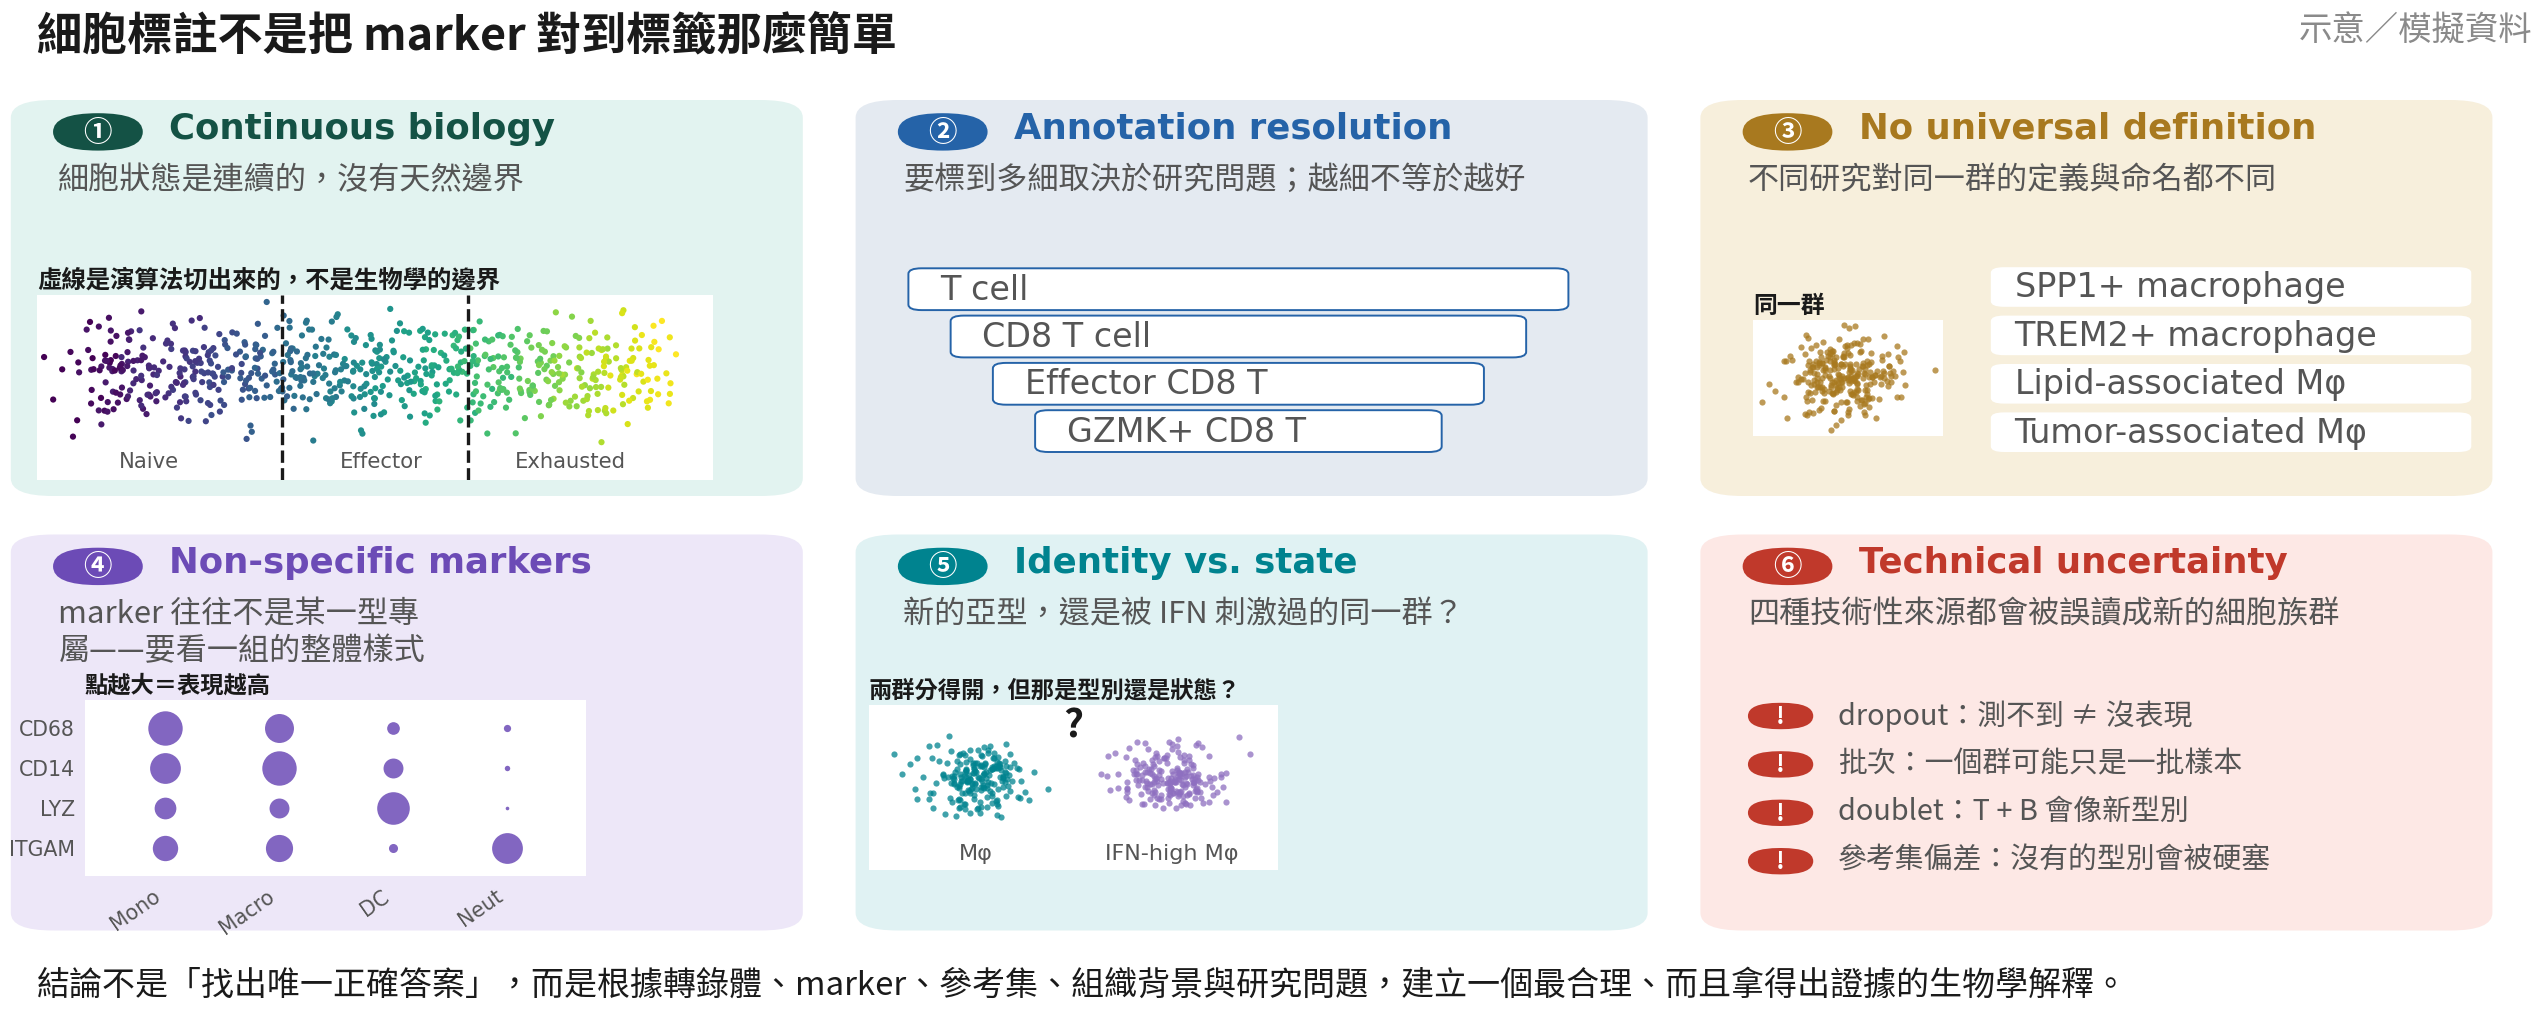 細胞標註不是把 marker 對到標籤那麼簡單
示意／模擬資料
① Continuous biology
細胞狀態是連續的，沒有天然邊界
虛線是演算法切出來的，不是生物學的邊界
Naive
Effector
Exhausted
② Annotation resolution
要標到多細取決於研究問題；越細不等於越好
T cell
CD8 T cell
Effector CD8 T
GZMK+ CD8 T
③ No universal definition
不同研究對同一群的定義與命名都不同
同一群
SPP1+ macrophage
TREM2+ macrophage
Lipid-associated Mφ
Tumor-associated Mφ
④ Non-specific markers
marker 往往不是某一型專
屬——要看一組的整體樣式
點越大＝表現越高
CD68
CD14
LYZ
ITGAM
Mono
Macro
DC
Neut
⑤ Identity vs. state
新的亞型，還是被 IFN 刺激過的同一群？
兩群分得開，但那是型別還是狀態？
?
Mφ
IFN-high Mφ
⑥ Technical uncertainty
四種技術性來源都會被誤讀成新的細胞族群
! dropout：測不到 ≠ 沒表現
! 批次：一個群可能只是一批樣本
! doublet：T + B 會像新型別
! 參考集偏差：沒有的型別會被硬塞
結論不是「找出唯一正確答案」，而是根據轉錄體、marker、參考集、組織背景與研究問題，建立一個最合理、而且拿得出證據的生物學解釋。